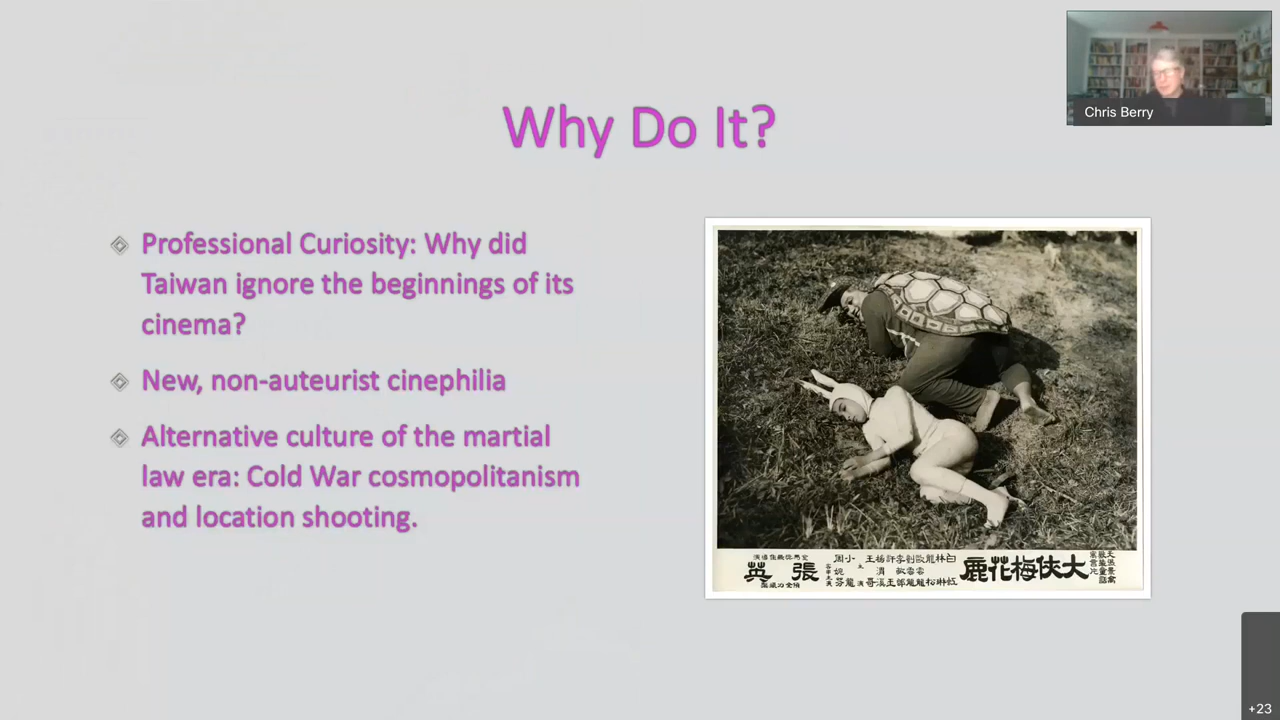 Why Do It?
Chris Berry
Professional Curiosity: Why did
Taiwan ignore the beginnings of its
cinema?
New, non-auteurist cinephilia
Alternative culture of the martial
law era: Cold War cosmopolitanism
and location shooting.
鹿花梅俠大
英 張
+23